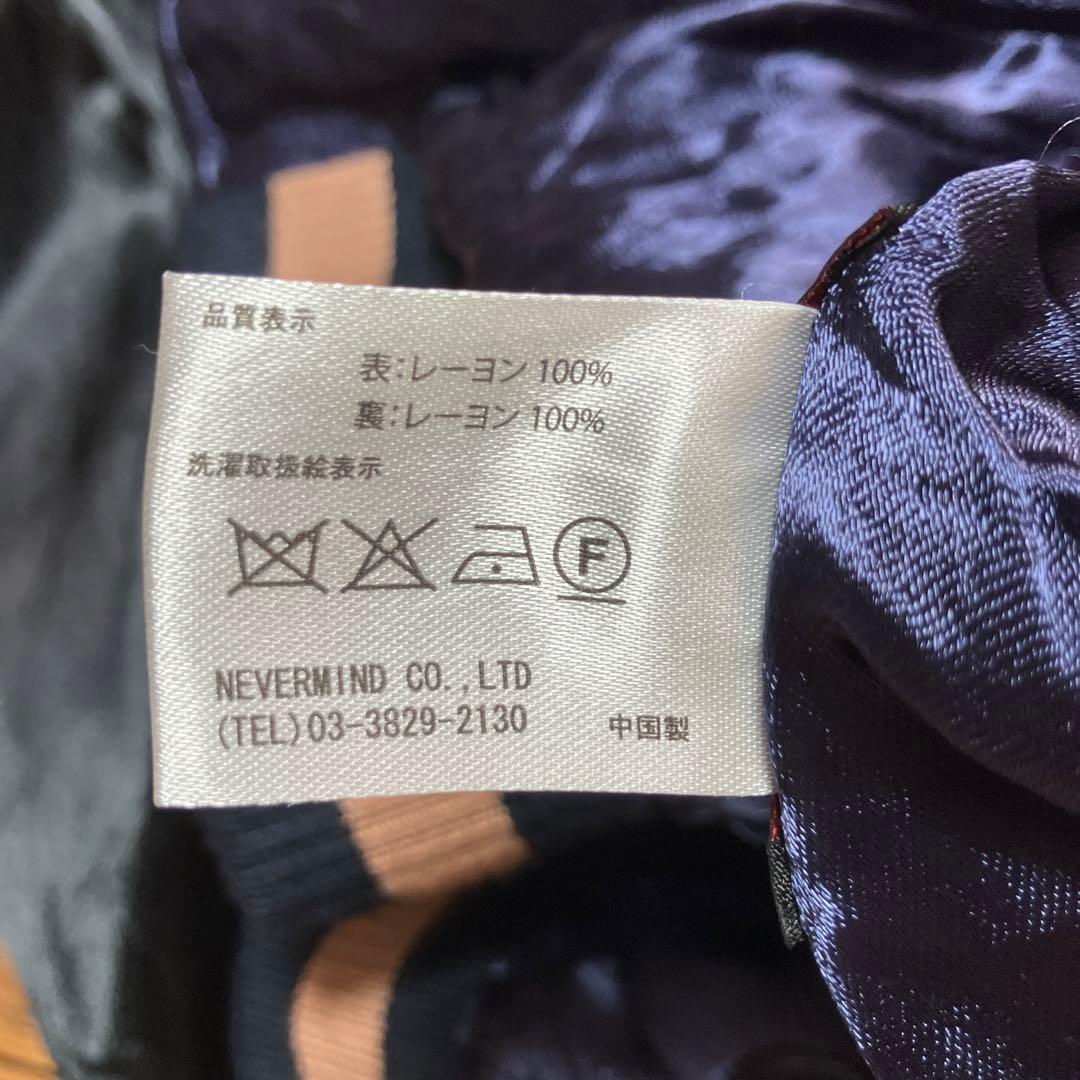 品質表示
表:レーヨン 100%
裏:レーヨン 100%
洗濯取扱絵表示
F
NEVERMIND CO.,LTD
(TEL)03-3829-2130
中国製